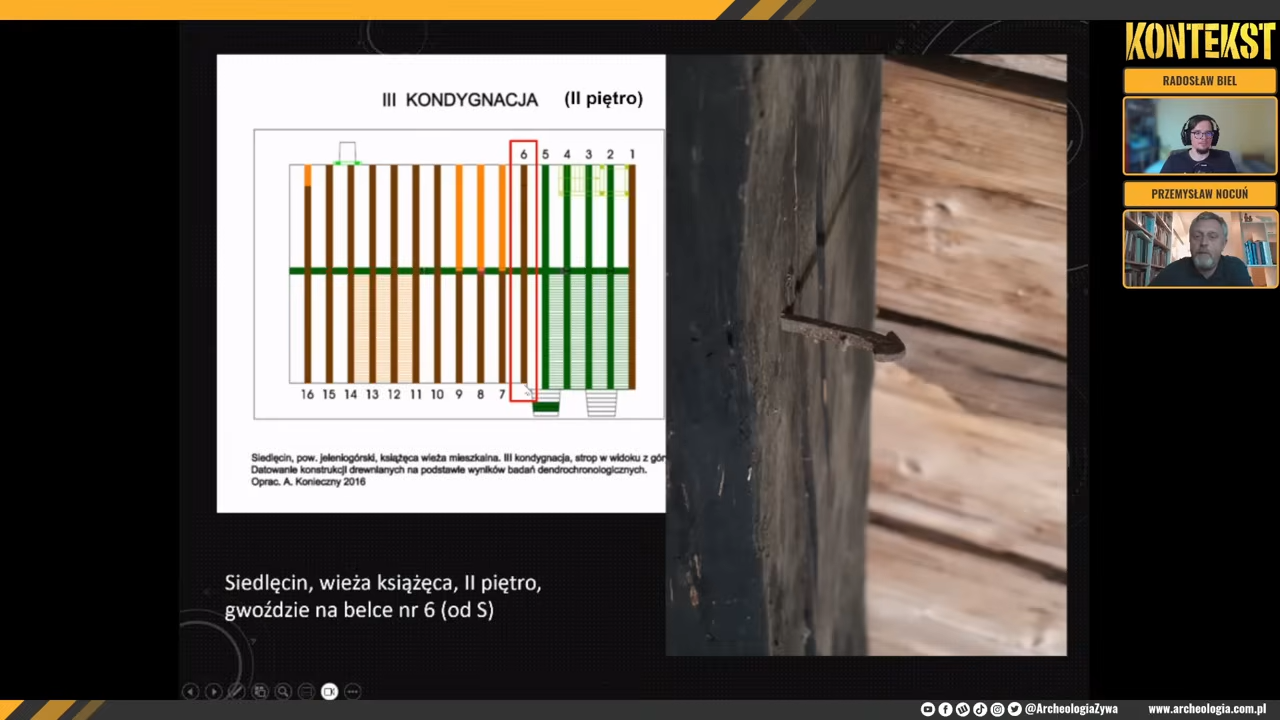 KONTEKST
RADOSŁAW BIEL
PRZEMYSŁAW NOCUŃ
III KONDYGNACJA (II piętro)
6 5 4 3 2 1
16 15 14 13 12 11 10 9 8 7
Siedlęcin, pow. jeleniogórski, książęca wieża mieszkalna. III kondygnacja, strop w widoku z gór
Datowanie konstrukcji drewnianych na podstawie wyników badań dendrochronologicznych.
Oprac. A. Konieczny 2016
Siedlęcin, wieża książęca, II piętro,
gwoździe na belce nr 6 (od S)
@ArcheologiaZywa www.archeologia.com.pl